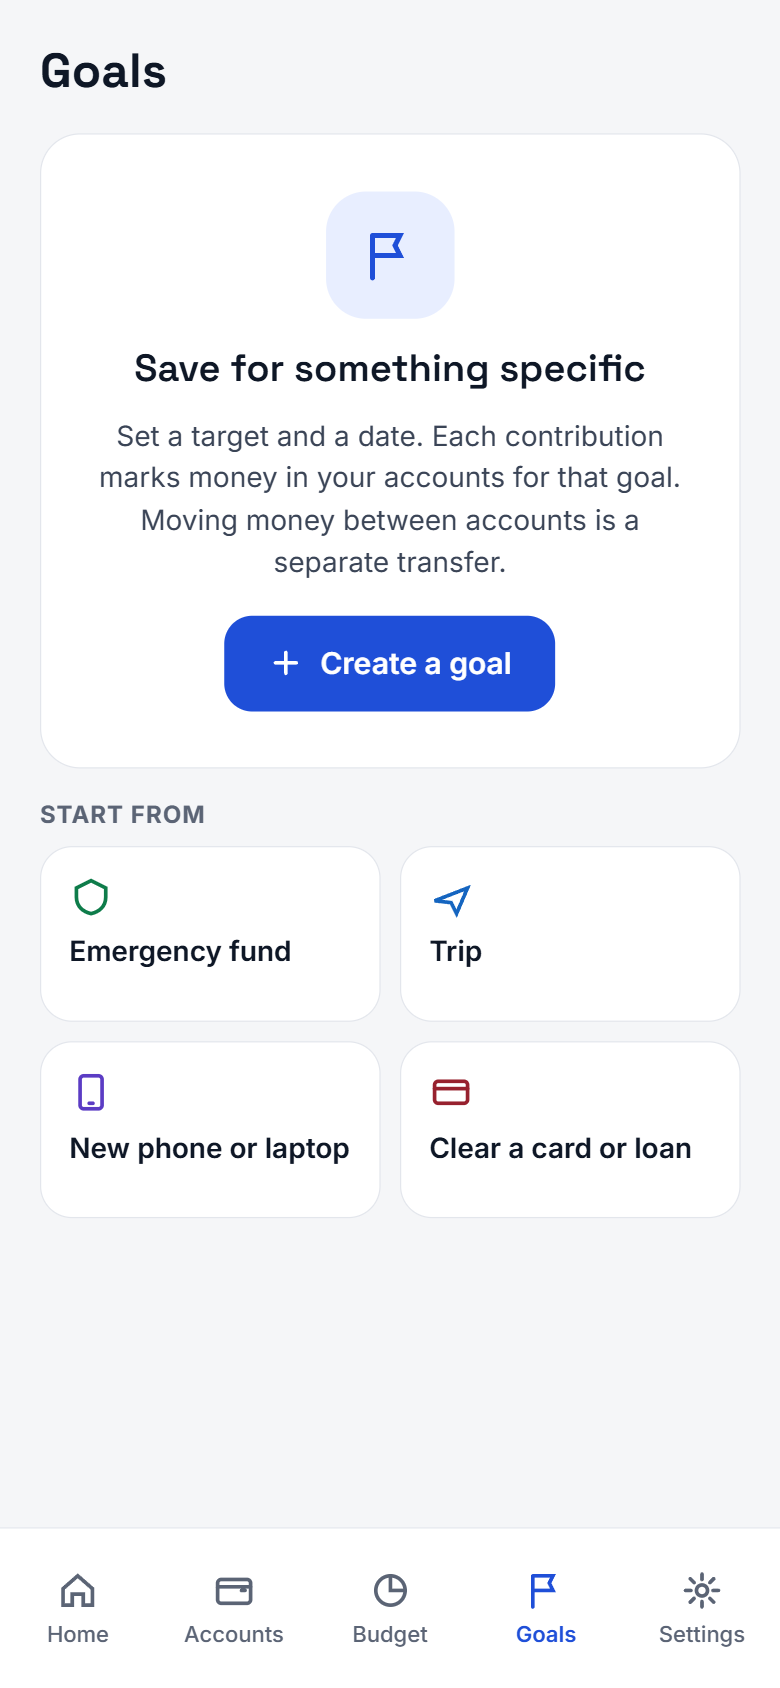 Goals
Save for something specific
Set a target and a date. Each contribution
marks money in your accounts for that goal.
Moving money between accounts is a
separate transfer.
Create a goal
START FROM
Emergency fund
Trip
New phone or laptop
Clear a card or loan
Home
Accounts
Budget
Goals
Settings